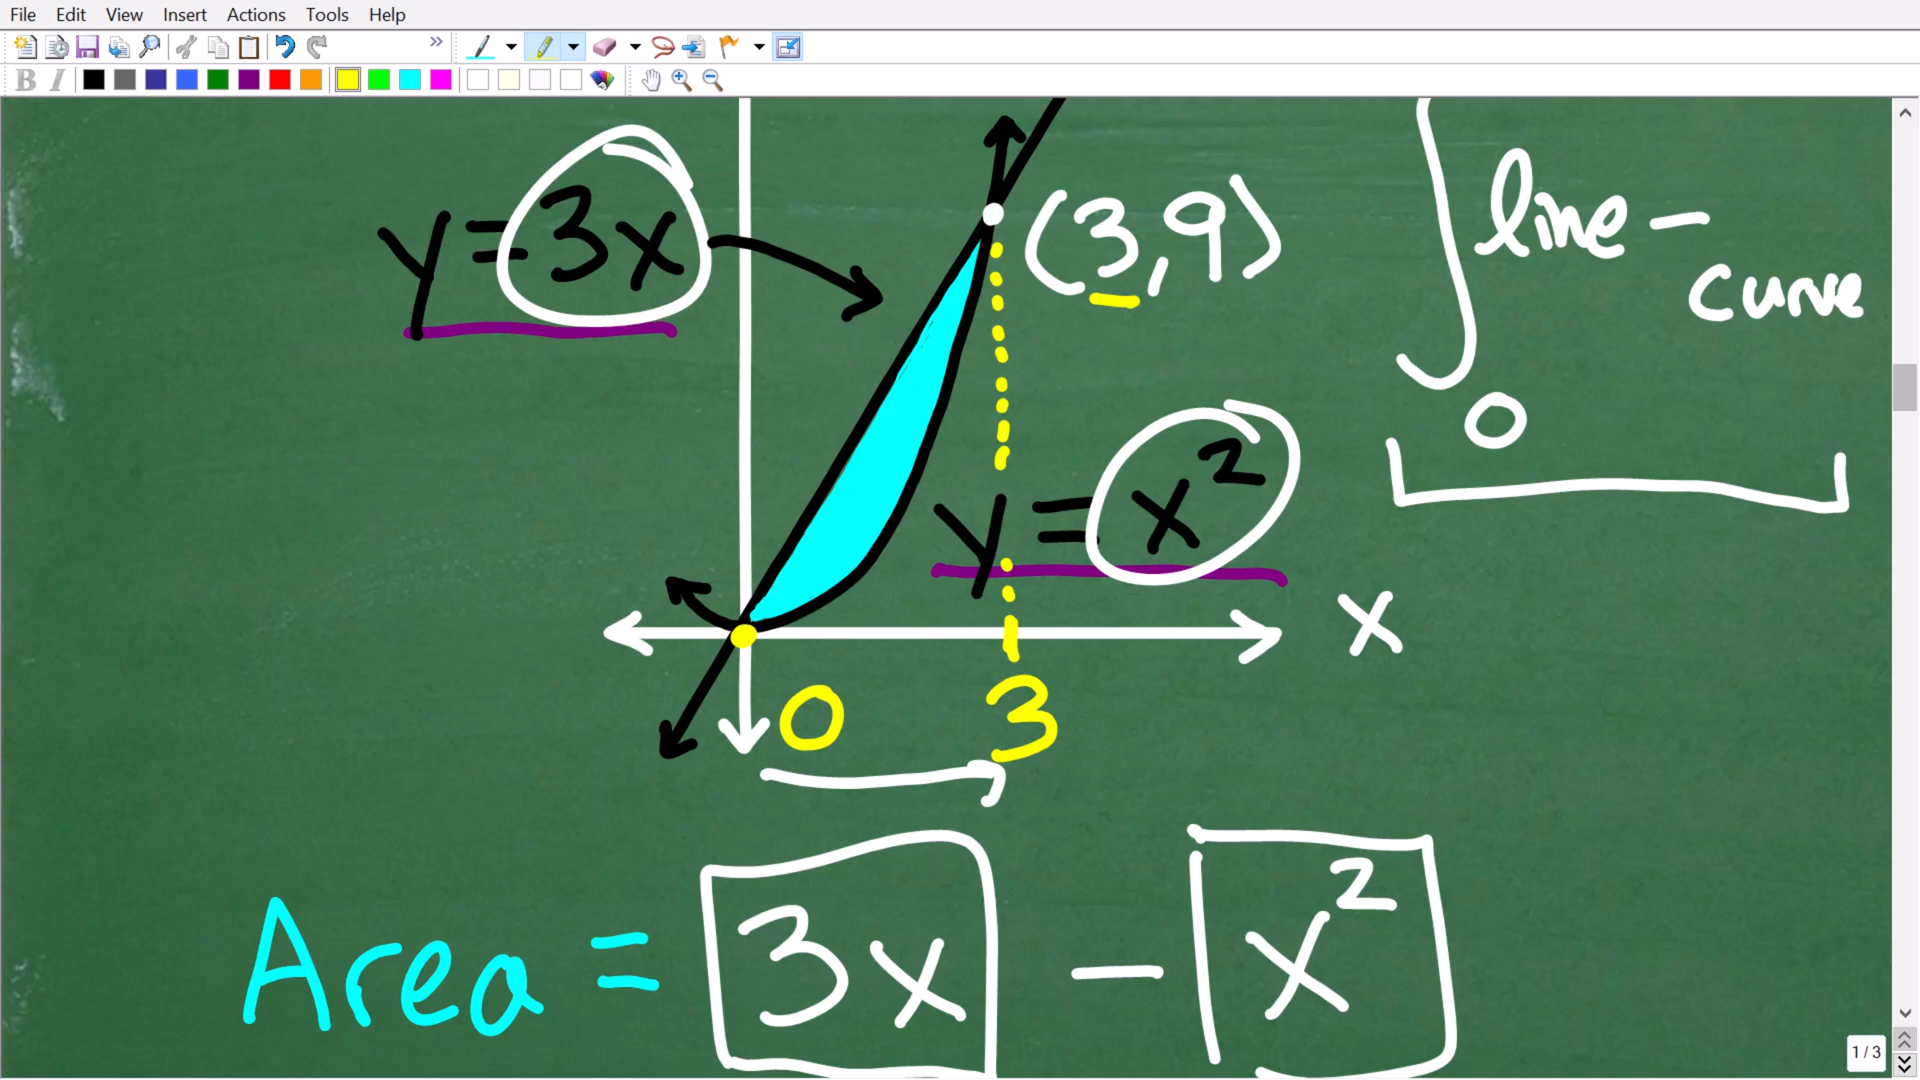 File Edit View Insert Actions Tools Help
B I
y = 3x
(3,9)
line -
curve
0
y = x²
x
0 3
Area = 3x - x²
1 / 3